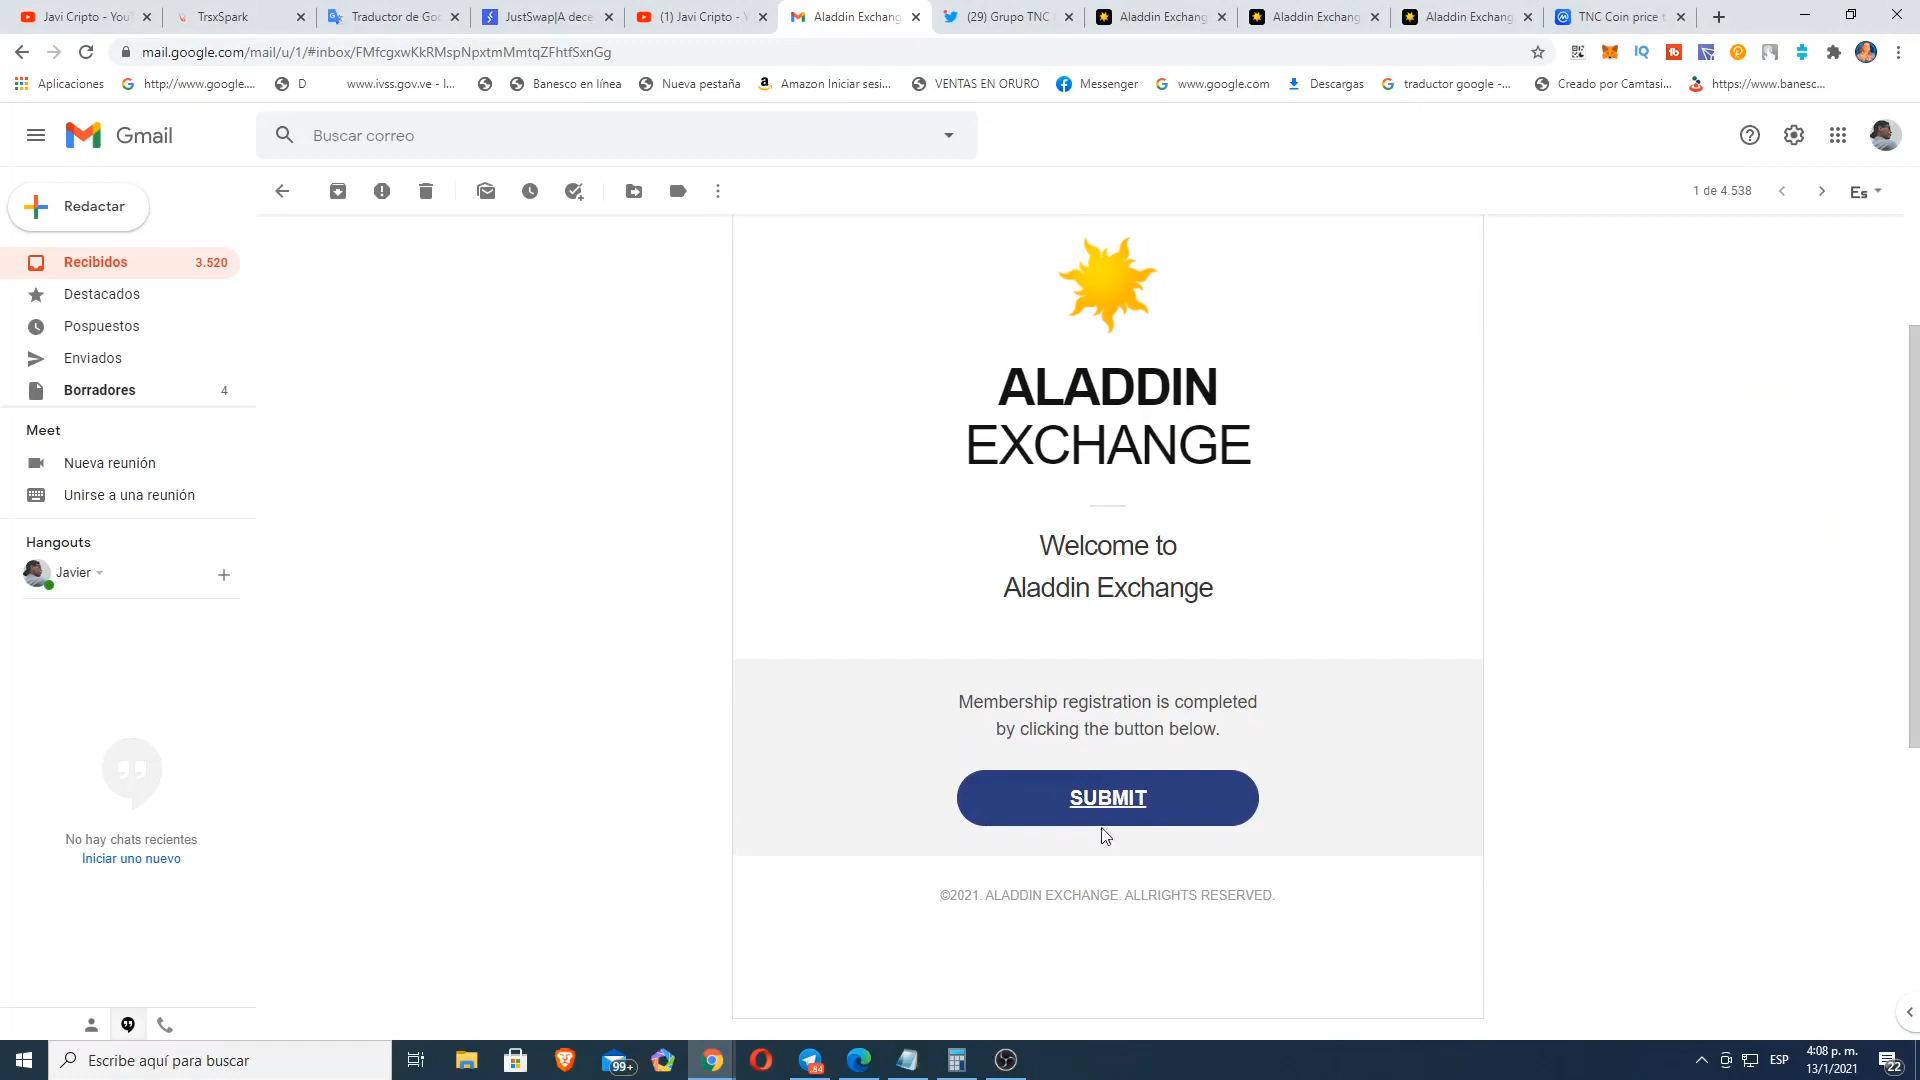 Javi Cripto - You
TrsxSpark
Traductor de Goo
JustSwap|A dece
(1) Javi Cripto - Y
Aladdin Exchang
(29) Grupo TNC
Aladdin Exchang
Aladdin Exchang
Aladdin Exchang
TNC Coin price t
mail.google.com/mail/u/1/#inbox/FMfcgxwKkRMspNpxtmMmtqZFhtfSxnGg
Aplicaciones
http://www.google....
D
www.ivss.gov.ve - I...
Banesco en línea
Nueva pestaña
Amazon Iniciar sesi...
VENTAS EN ORURO
Messenger
www.google.com
Descargas
traductor google -...
Creado por Camtasi...
https://www.banesc...
Gmail
Buscar correo
Redactar
1 de 4.538
Es
Recibidos 3.520
Destacados
Pospuestos
Enviados
Borradores 4
Meet
Nueva reunión
Unirse a una reunión
Hangouts
Javier
No hay chats recientes
Iniciar uno nuevo
ALADDIN
EXCHANGE
Welcome to
Aladdin Exchange
Membership registration is completed
by clicking the button below.
SUBMIT
©2021. ALADDIN EXCHANGE. ALLRIGHTS RESERVED.
Escribe aquí para buscar
99+
84
ESP
4:08 p. m.
13/1/2021
22